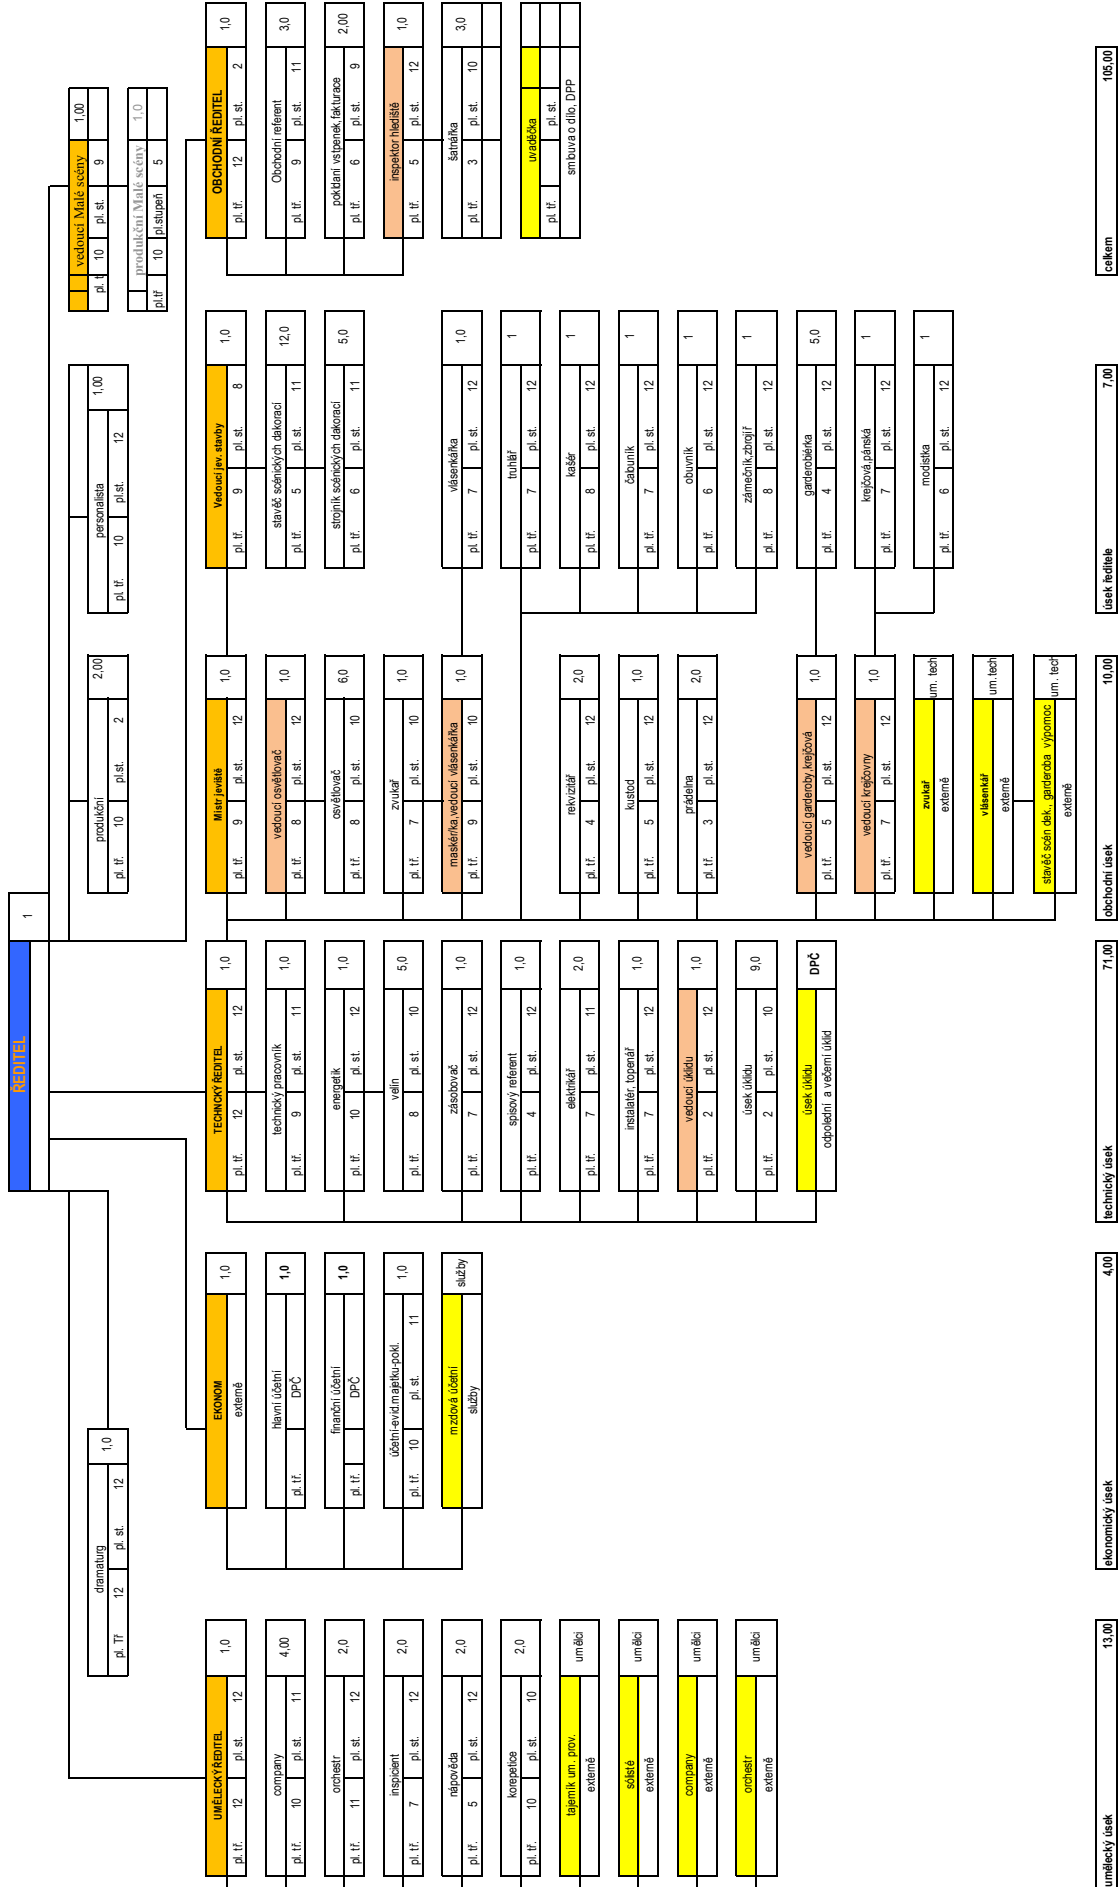 ŘEDITEL 1
dramaturg 1,0
pl. Tř 12 pl. st. 12
produkční 2,00
pl. tř. 10 pl.st. 2
personalista 1,00
pl. tř. 10 pl.st. 12
vedoucí Malé scény 1,00
pl. t 10 pl. st. 9
produkční Malé scény 1,0
pl.tř 10 pl.stupeň 5
UMĚLECKÝ ŘEDITEL 1,0
pl. tř. 12 pl. st. 12
company 4,00
pl. tř. 10 pl. st. 11
orchestr 2,0
pl. tř. 11 pl. st. 12
inspicient 2,0
pl. tř. 7 pl. st. 12
nápověda 2,0
pl. tř. 5 pl. st. 12
korepetice 2,0
pl. tř. 10 pl. st. 10
tajemík um. prov. umělci
externě
sólisté umělci
externě
company umělci
externě
orchestr umělci
externě
EKONOM 1,0
externě
hlavní účetní 1,0
pl. tř. DPČ
finanční účetní 1,0
pl. tř. DPČ
účetní-evid.majetku-pokl. 1,0
pl. tř. 10 pl. st. 11
mzdová účetní služby
služby
TECHNCKÝ ŘEDITEL 1,0
pl. tř. 12 pl. st. 12
technický pracovník 1,0
pl. tř. 9 pl. st. 11
energetik 1,0
pl. tř. 10 pl. st. 12
velín 5,0
pl. tř. 8 pl. st. 10
zásobovač 1,0
pl. tř. 7 pl. st. 12
spisový referent 1,0
pl. tř. 4 pl. st. 12
elektrikář 2,0
pl. tř. 7 pl. st. 11
instalatér, topenář 1,0
pl. tř. 7 pl. st. 12
vedoucí úklidu 1,0
pl. tř. 2 pl. st. 12
úsek úklidu 9,0
pl. tř. 2 pl. st. 10
úsek úklidu DPČ
odpolední a večerní úklid
Mistr jeviště 1,0
pl. tř. 9 pl. st. 12
vedoucí osvětlovač 1,0
pl. tř. 8 pl. st. 12
osvětlovač 6,0
pl. tř. 8 pl. st. 10
zvukař 1,0
pl. tř. 7 pl. st. 10
maskér/ka,vedoucí vlásenkářka 1,0
pl. tř. 9 pl. st. 10
rekvizitář 2,0
pl. tř. 4 pl. st. 12
kustod 1,0
pl. tř. 5 pl. st. 12
prádelna 2,0
pl. tř. 3 pl. st. 12
vedoucí garderoby,krejčová 1,0
pl. tř. 5 pl. st. 12
vedoucí krejčovny 1,0
pl. tř. 7 pl. st. 12
zvukař um. tech
externě
vlásenkář um.tech
externě
stavěč scén dek., garderoba výpomoc um. tech
externě
Vedoucí jev. stavby 1,0
pl. tř. 9 pl. st. 8
stavěč scénických dakorací 12,0
pl. tř. 5 pl. st. 11
strojník scénických dakorací 5,0
pl. tř. 6 pl. st. 11
vlásenkářka 1,0
pl. tř. 7 pl. st. 12
truhlář 1
pl. tř. 7 pl. st. 12
kašér 1
pl. tř. 8 pl. st. 12
čalouník 1
pl. tř. 7 pl. st. 12
obuvník 1
pl. tř. 6 pl. st. 12
zámečník,zbrojíř 1
pl. tř. 8 pl. st. 12
garderobiérka 5,0
pl. tř. 4 pl. st. 12
krejčová,pánská 1
pl. tř. 7 pl. st. 12
modistka 1
pl. tř. 6 pl. st. 12
OBCHODNÍ ŘEDITEL 1,0
pl. tř. 12 pl. st. 2
Obchodní referent 3,0
pl. tř. 9 pl. st. 11
pokldaní vstpenek,fakturace 2,00
pl. tř. 6 pl. st. 9
inspektor hlediště 1,0
pl. tř. 5 pl. st. 12
šatnářka 3,0
pl. tř. 3 pl. st. 10
uvaděčka
pl. tř. pl. st.
smlouva o dílo, DPP
umělecký úsek 13,00
ekonomický úsek 4,00
technický úsek 71,00
obchodní úsek 10,00
úsek ředitele 7,00
celkem 105,00